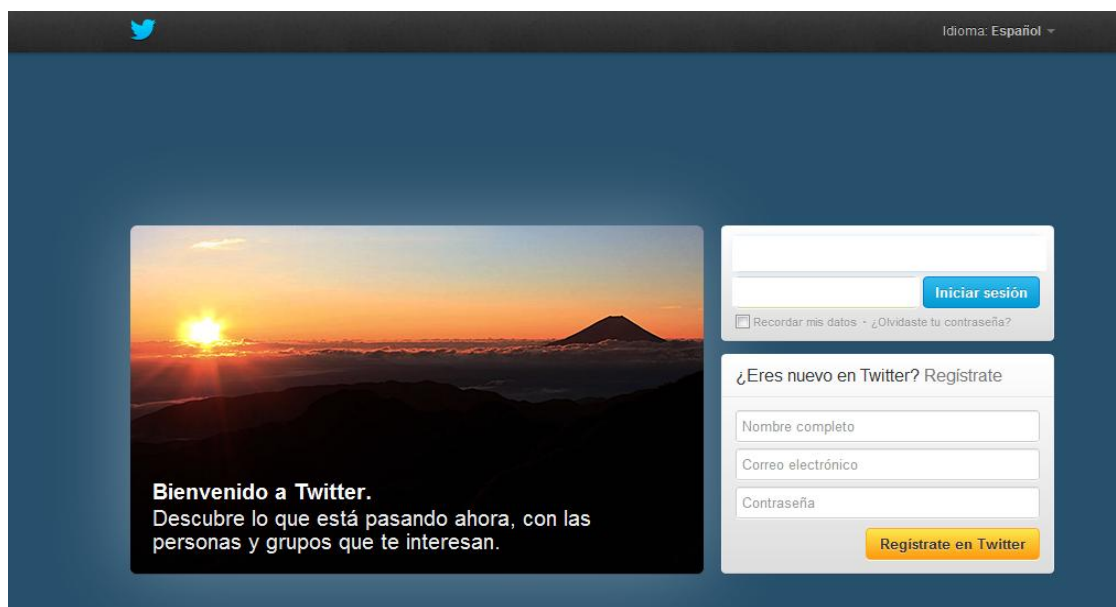 Idioma: Español
Iniciar sesión
Recordar mis datos · ¿Olvidaste tu contraseña?
¿Eres nuevo en Twitter? Regístrate
Nombre completo
Correo electrónico
Contraseña
Regístrate en Twitter
Bienvenido a Twitter.
Descubre lo que está pasando ahora, con las
personas y grupos que te interesan.